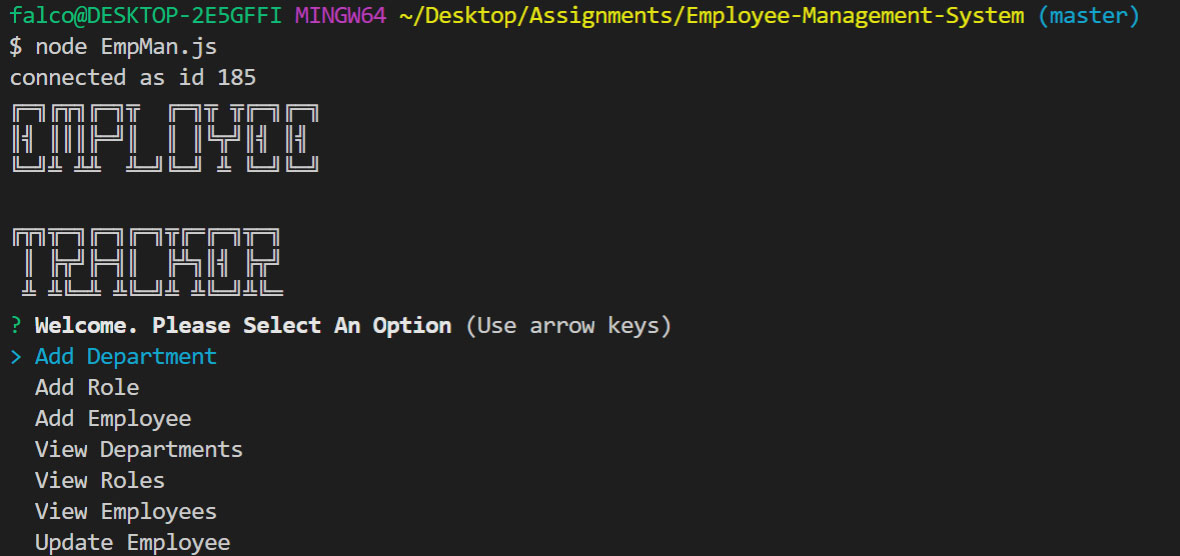 falco@DESKTOP-2E5GFFI MINGW64 ~/Desktop/Assignments/Employee-Management-System (master)
$ node EmpMan.js
connected as id 185
EMPLOYEE
TRACKER
? Welcome. Please Select An Option (Use arrow keys)
> Add Department
Add Role
Add Employee
View Departments
View Roles
View Employees
Update Employee